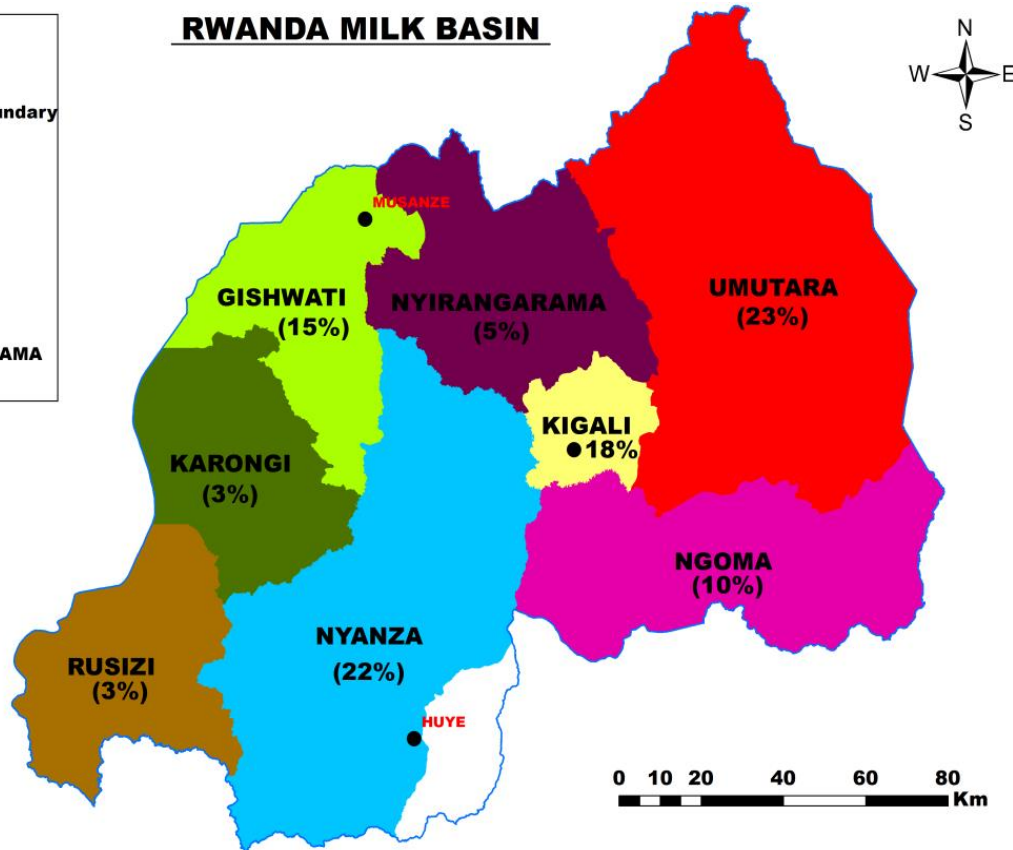 RWANDA MILK BASIN
N
W E
S
undary
AMA
MUSANZE
GISHWATI
(15%)
NYIRANGARAMA
(5%)
UMUTARA
(23%)
KIGALI
18%
KARONGI
(3%)
NGOMA
(10%)
NYANZA
(22%)
RUSIZI
(3%)
HUYE
0 10 20 40 60 80
Km